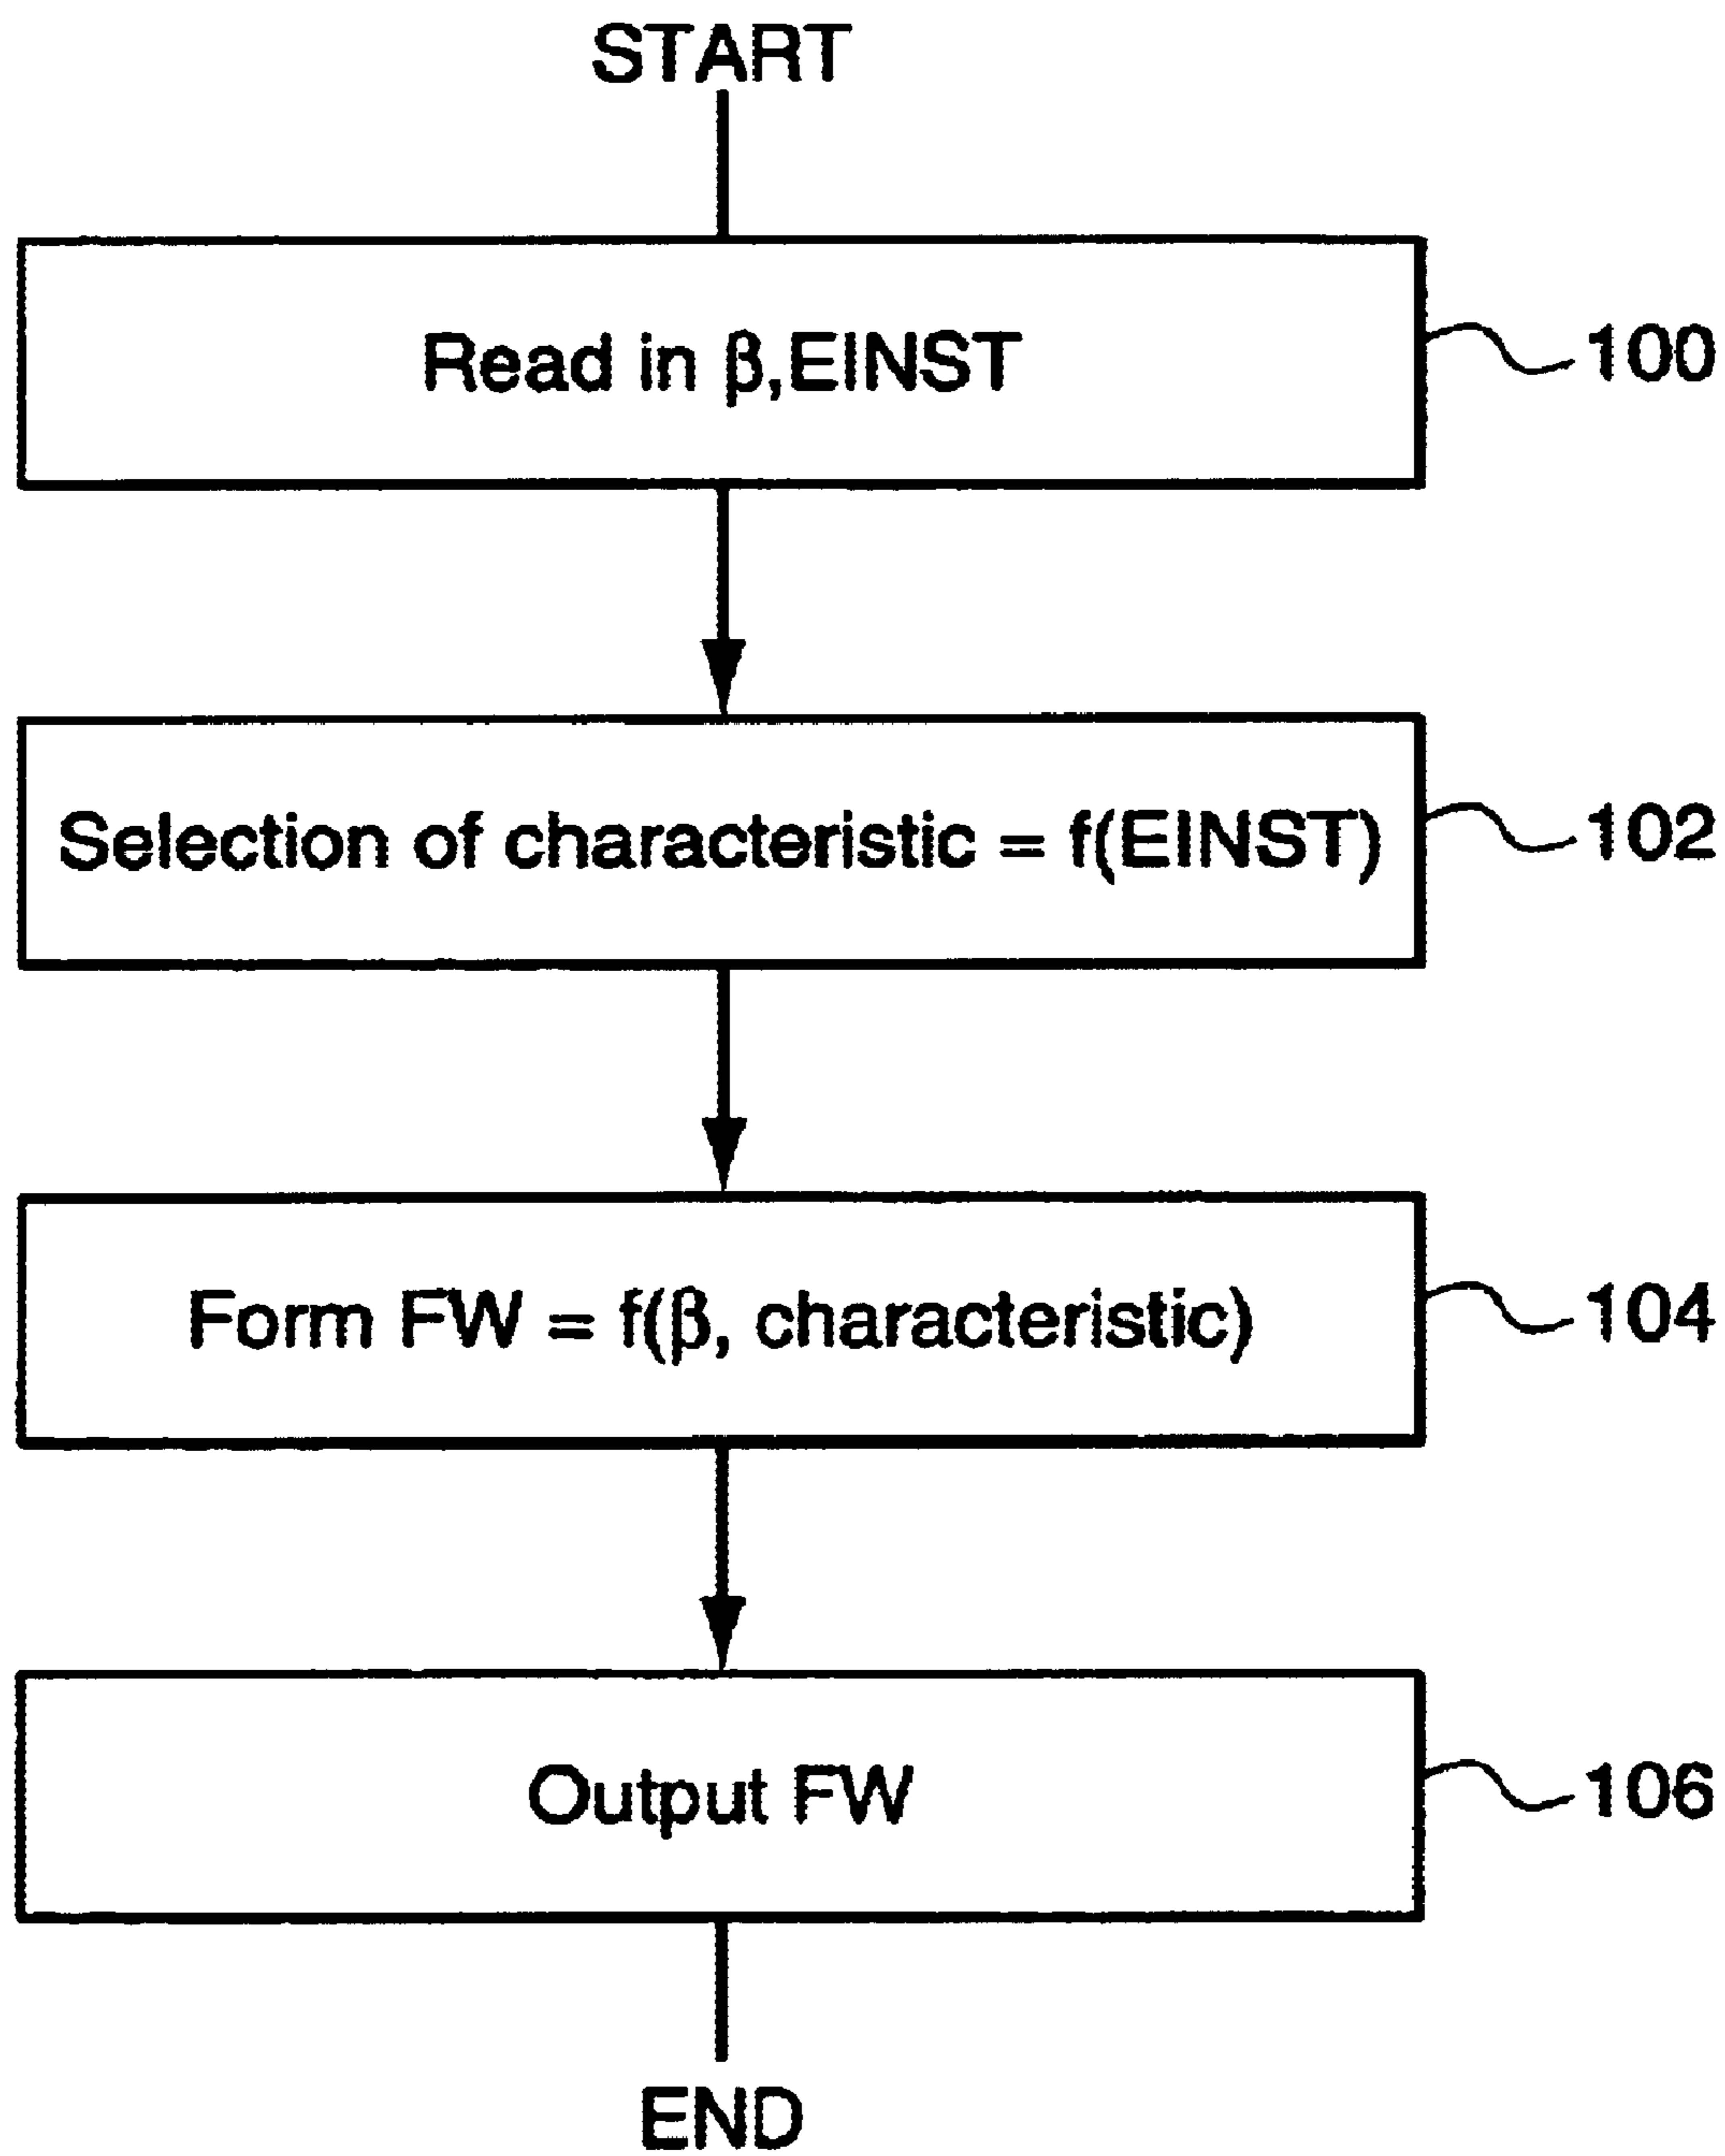 START
Read in β,EINST
100
Selection of characteristic = f(EINST)
102
Form FW = f(β, characteristic)
104
Output FW
106
END